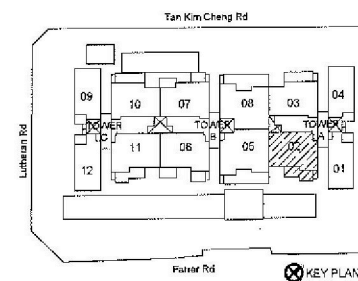 Tan Kim Cheng Rd
Lutheran Rd
09
10
07
08
03
04
TOWER
C
TOWER
B
TOWER
A
12
11
06
05
02
01
Farrer Rd
KEY PLAN